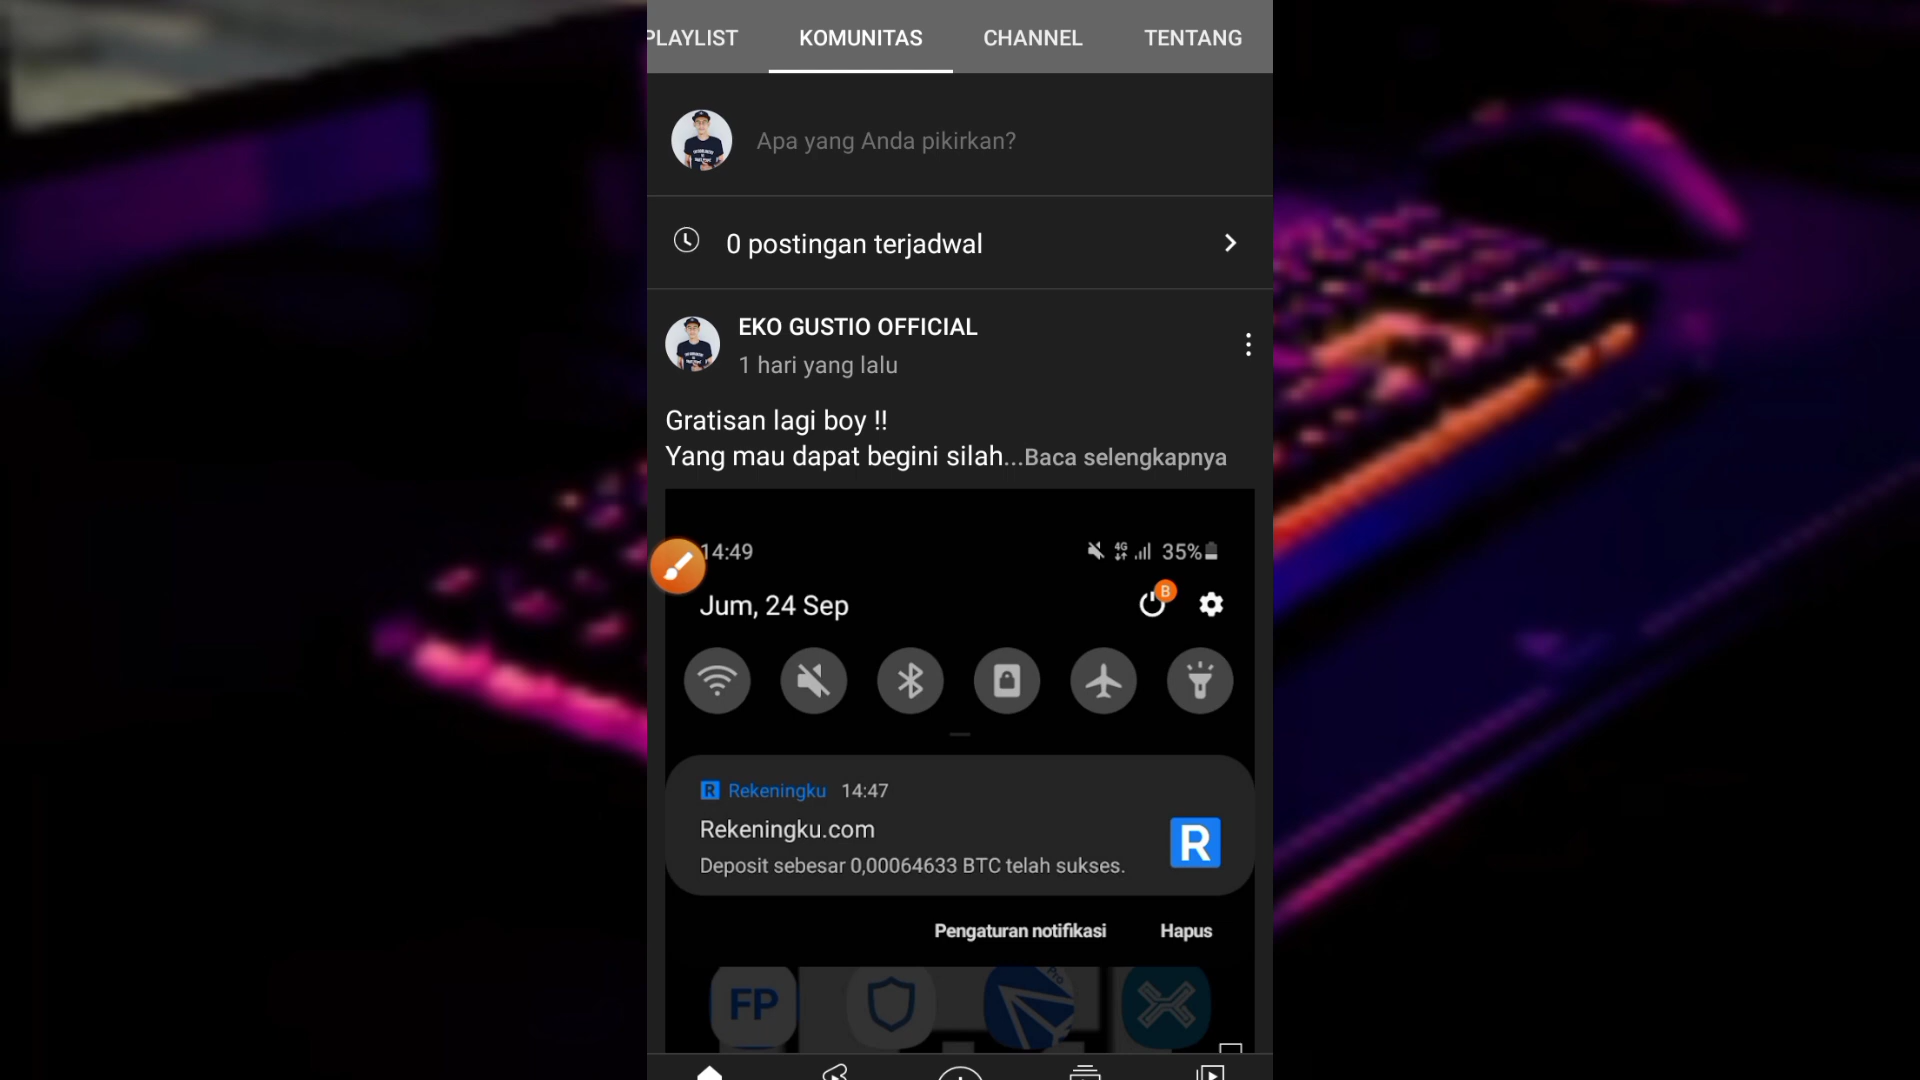 PLAYLIST KOMUNITAS CHANNEL TENTANG
Apa yang Anda pikirkan?
0 postingan terjadwal
EKO GUSTIO OFFICIAL
1 hari yang lalu
Gratisan lagi boy !!
Yang mau dapat begini silah...Baca selengkapnya
14:49 4G 35%
Jum, 24 Sep B
R Rekeningku 14:47
Rekeningku.com
R
Deposit sebesar 0,00064633 BTC telah sukses.
Pengaturan notifikasi Hapus
FP Pro